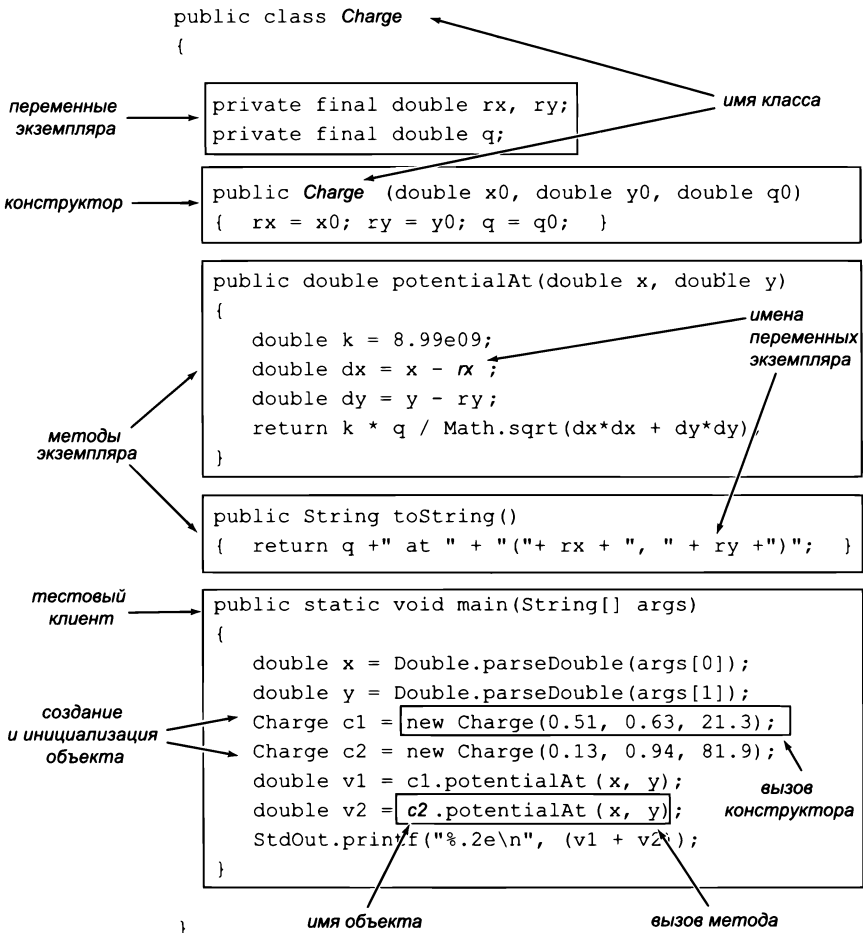 public class Charge
{
переменные
экземпляра
private final double rx, ry;
private final double q;
имя класса
конструктор
public Charge (double x0, double y0, double q0)
{ rx = x0; ry = y0; q = q0; }
public double potentialAt(double x, double y)
{
double k = 8.99e09;
double dx = x - rx ;
double dy = y - ry;
return k * q / Math.sqrt(dx*dx + dy*dy)
}
имена
переменных
экземпляра
методы
экземпляра
public String toString()
{ return q +" at " + "("+ rx + ", " + ry +")"; }
тестовый
клиент
public static void main(String[] args)
{
double x = Double.parseDouble(args[0]);
double y = Double.parseDouble(args[1]);
Charge c1 = new Charge(0.51, 0.63, 21.3);
Charge c2 = new Charge(0.13, 0.94, 81.9);
double v1 = c1.potentialAt(x, y);
double v2 = c2.potentialAt(x, y);
StdOut.printf("%.2e\n", (v1 + v2));
}
создание
и инициализация
объекта
вызов
конструктора
}
имя объекта
вызов метода